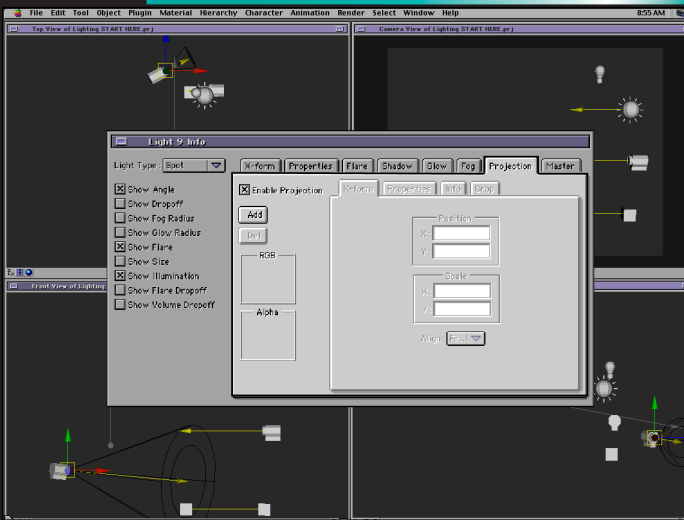 File Edit Tool Object Plugin Material Hierarchy Character Animation Render Select Window Help 8:55 AM
Top View of Lighting START HERE.prj
Camera View of Lighting START HERE.prj
Light 9 Info
Light Type: Spot
X-form Properties Flare Shadow Glow Fog Projection Master
Show Angle
Show Dropoff
Show Fog Radius
Show Glow Radius
Show Flare
Show Size
Show Illumination
Show Flare Dropoff
Show Volume Dropoff
Enable Projection
Add
Del
RGB
Alpha
X-form Properties Info Crop
Position
X:
Y:
Scale
X:
Y:
Align:
Front View of Lighting